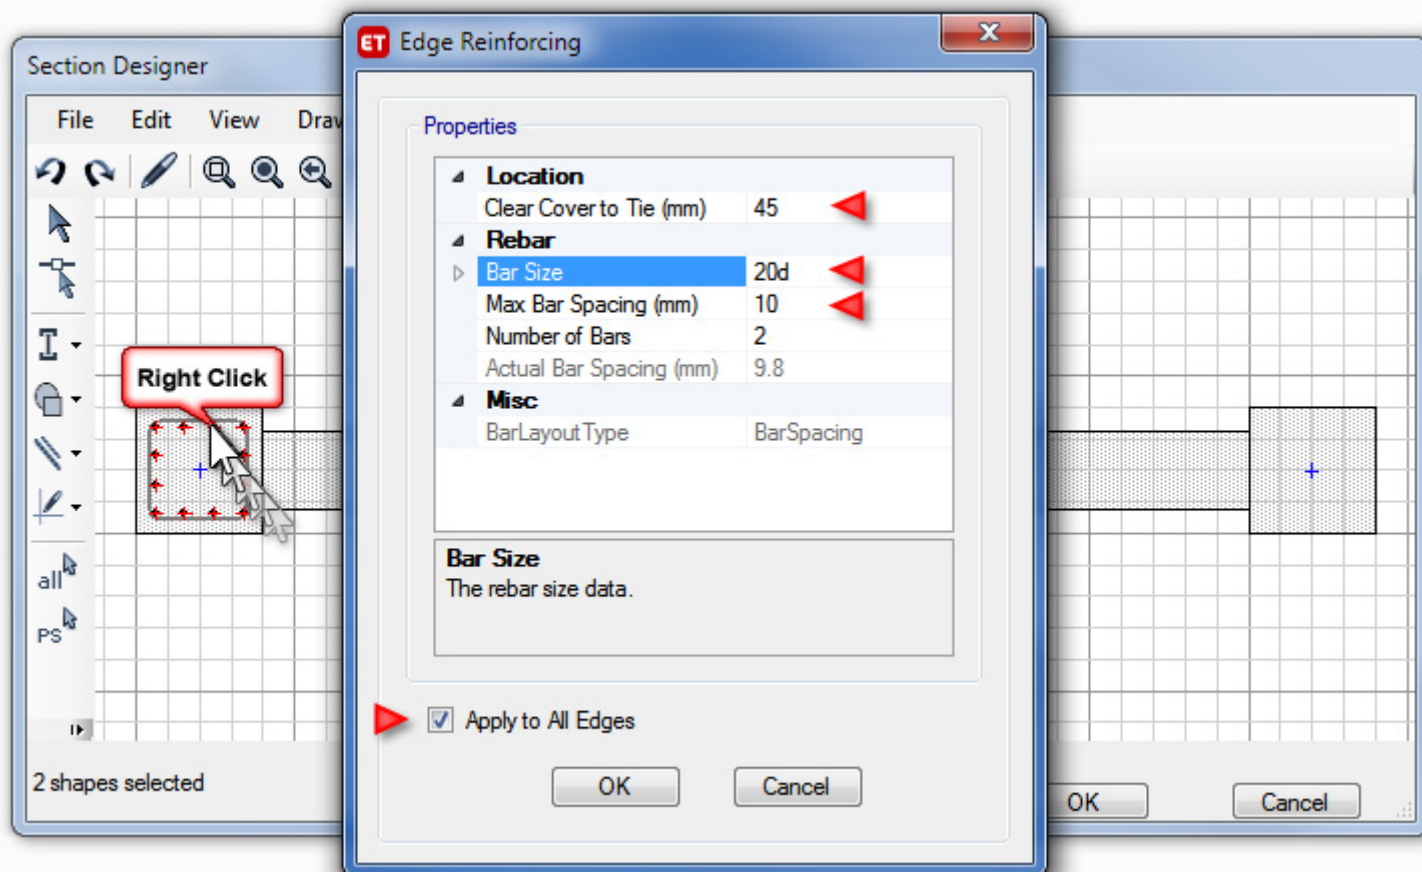 ET Edge Reinforcing
Section Designer
File Edit View
Properties
Location
Clear Cover to Tie (mm) 45
Rebar
Bar Size 20d
Max Bar Spacing (mm) 10
Number of Bars 2
Actual Bar Spacing (mm) 9.8
Misc
BarLayoutType BarSpacing
Right Click
Bar Size
The rebar size data.
all
PS
Apply to All Edges
2 shapes selected
OK Cancel
OK Cancel